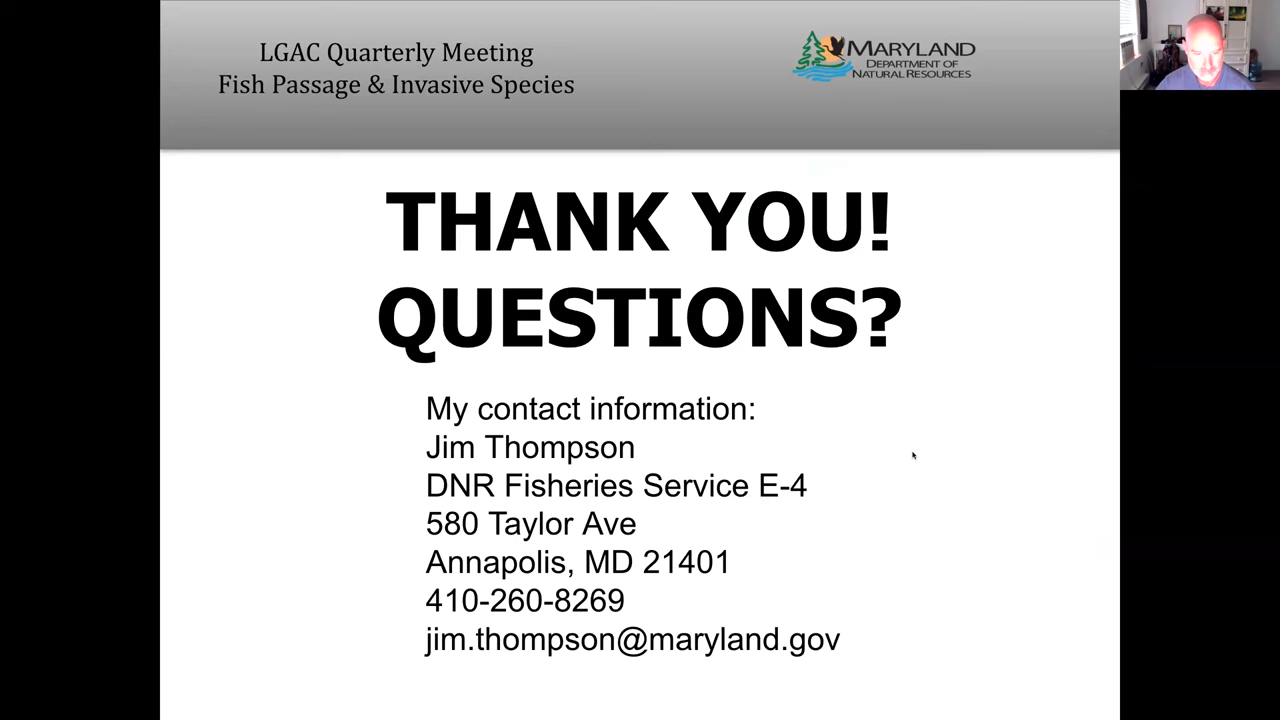 LGAC Quarterly Meeting
Fish Passage & Invasive Species
MARYLAND
DEPARTMENT OF
NATURAL RESOURCES
THANK YOU!
QUESTIONS?
My contact information:
Jim Thompson
DNR Fisheries Service E-4
580 Taylor Ave
Annapolis, MD 21401
410-260-8269
jim.thompson@maryland.gov